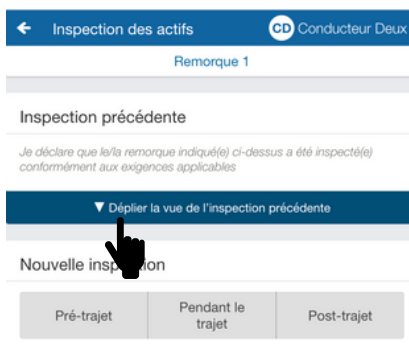 Inspection des actifs
CD Conducteur Deux
Remorque 1
Inspection précédente
Je déclare que le/la remorque indiqué(e) ci-dessus a été inspecté(e)
conformément aux exigences applicables
▼ Déplier la vue de l'inspection précédente
Nouvelle inspection
Pré-trajet
Pendant le
trajet
Post-trajet